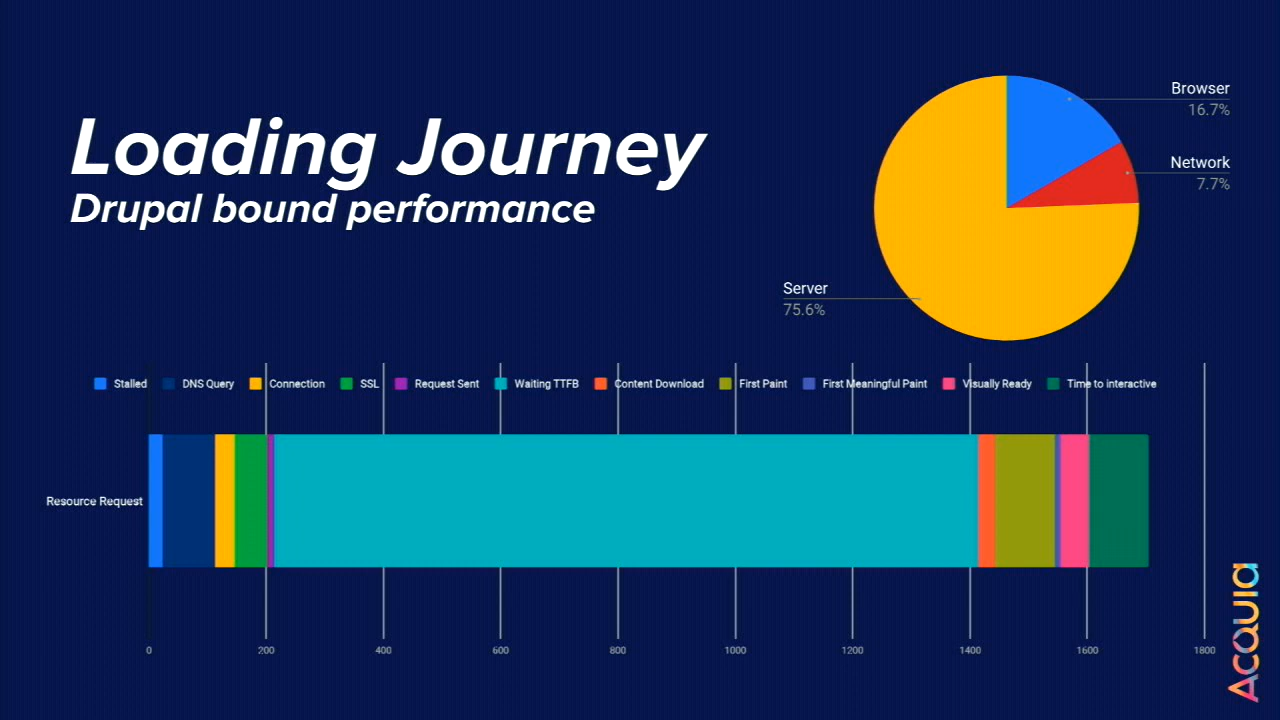 Loading Journey
Drupal bound performance
Browser
16.7%
Network
7.7%
Server
75.6%
Stalled DNS Query Connection SSL Request Sent Waiting TTFB Content Download First Paint First Meaningful Paint Visually Ready Time to interactive
Resource Request
0 200 400 600 800 1000 1200 1400 1600 1800
ACQUIA